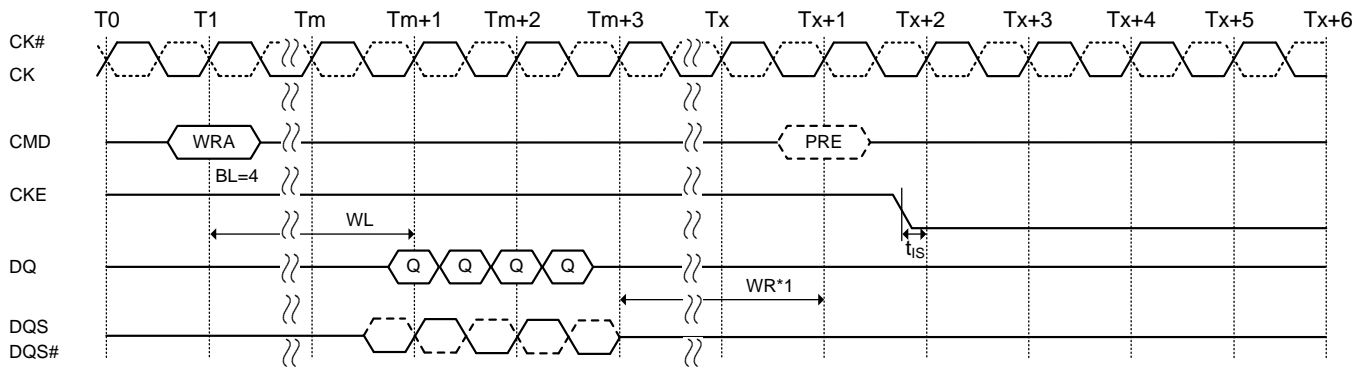 T0 T1 Tm Tm+1 Tm+2 Tm+3 Tx Tx+1 Tx+2 Tx+3 Tx+4 Tx+5 Tx+6
CK#
CK
CMD WRA PRE
BL=4
CKE
WL
tIS
DQ Q Q Q Q
WR*1
DQS
DQS#